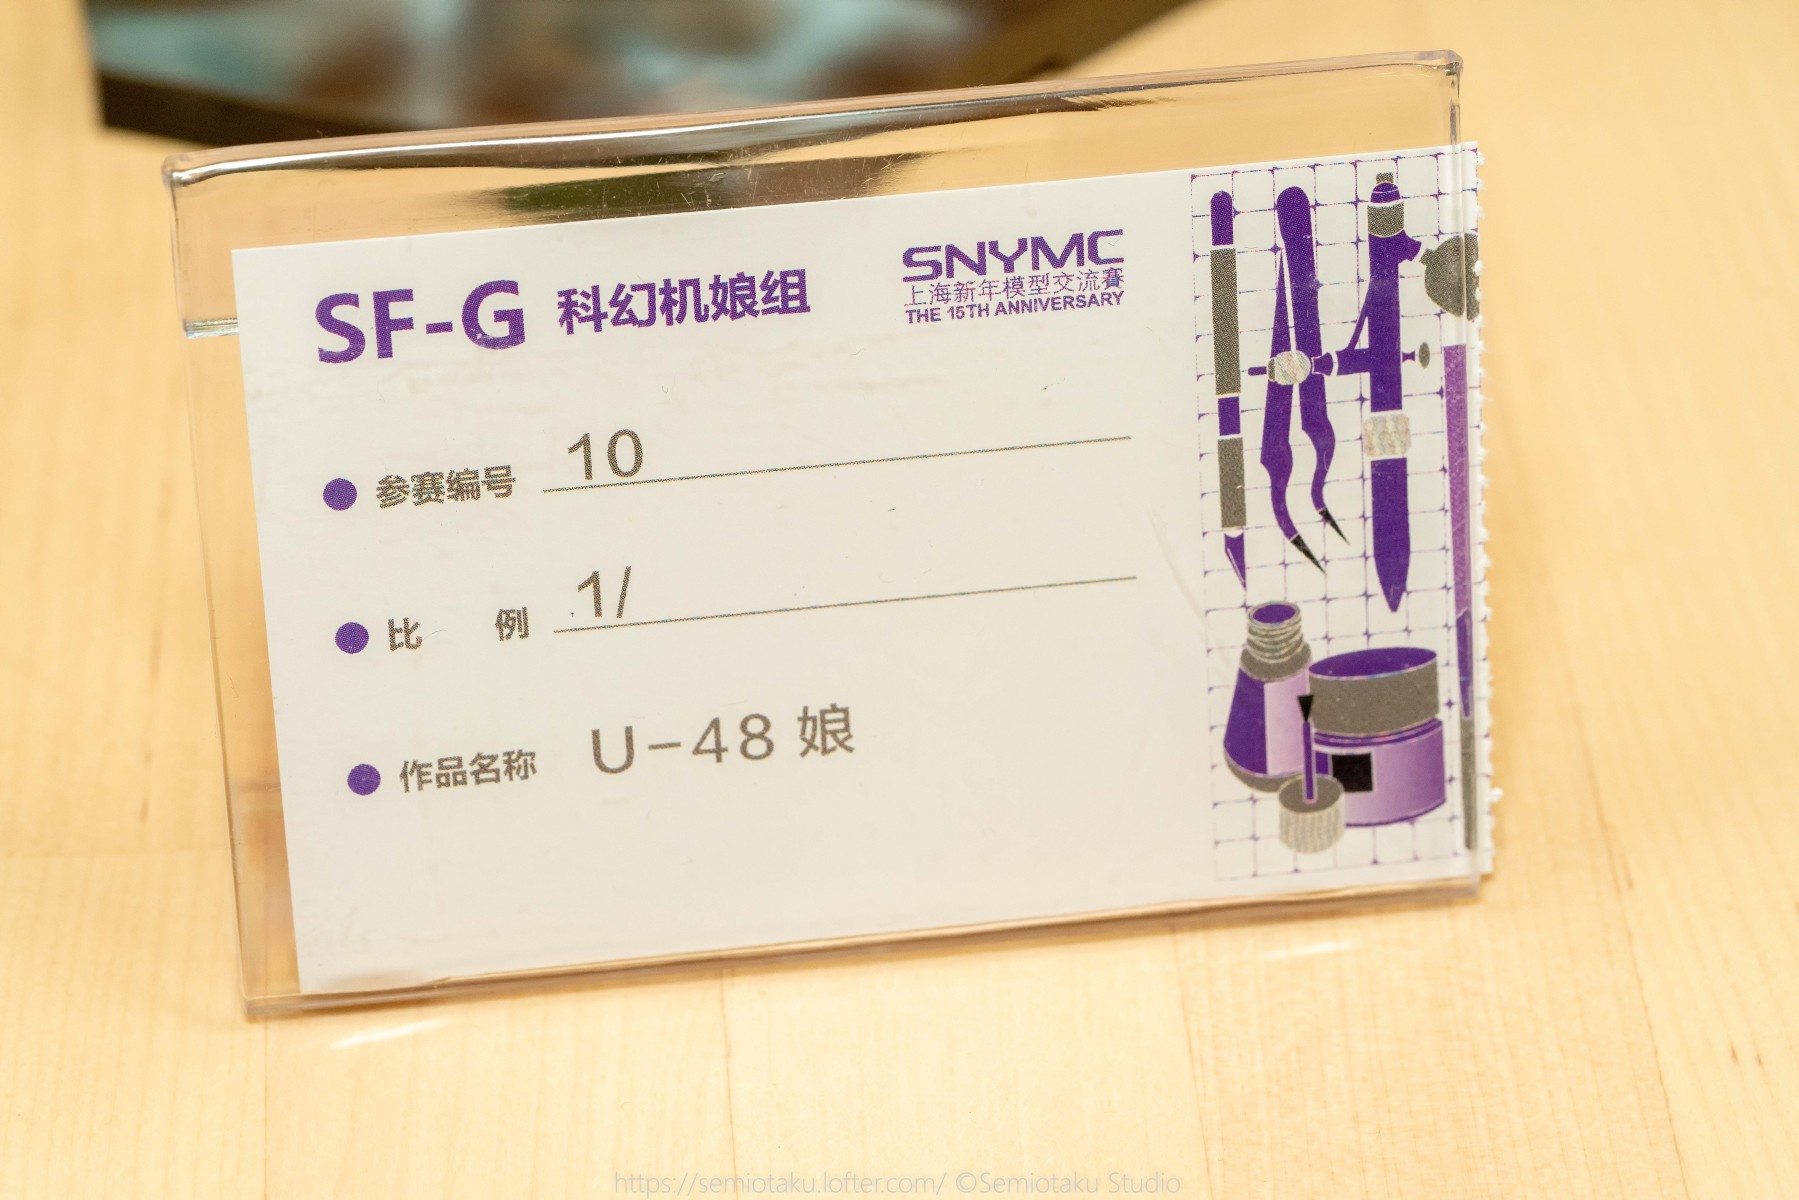 SF-G 科幻机娘组
SNYMC
上海新年模型交流赛
THE 15TH ANNIVERSARY
参赛编号 10
比 例 1/
作品名称 U-48 娘
https://semiotaku.lofter.com/ ©Semiotaku Studio